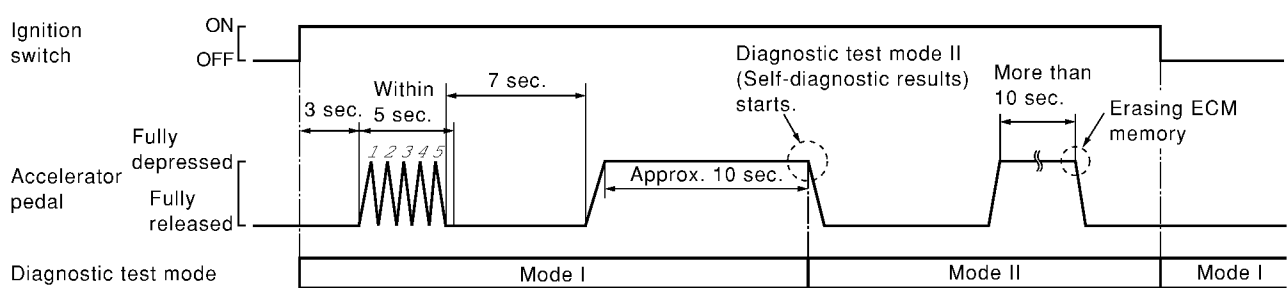 Ignition
switch
ON
OFF
Diagnostic test mode II
(Self-diagnostic results)
starts.
More than
10 sec.
Erasing ECM
memory
3 sec.
Within
5 sec.
7 sec.
1 2 3 4 5
Accelerator
pedal
Fully
depressed
Fully
released
Approx. 10 sec.
Diagnostic test mode
Mode I
Mode II
Mode I